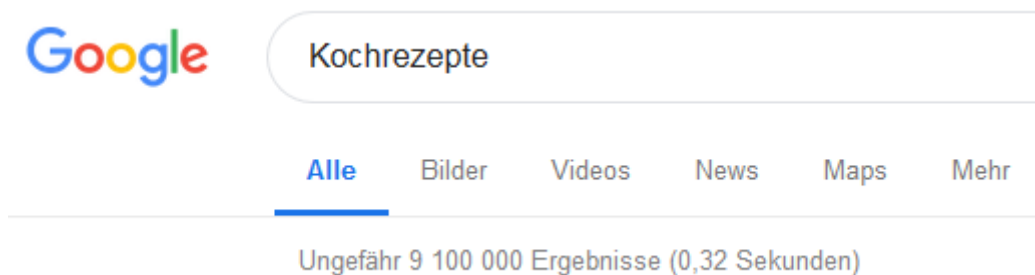 Google Kochrezepte
Alle Bilder Videos News Maps Mehr
Ungefähr 9 100 000 Ergebnisse (0,32 Sekunden)